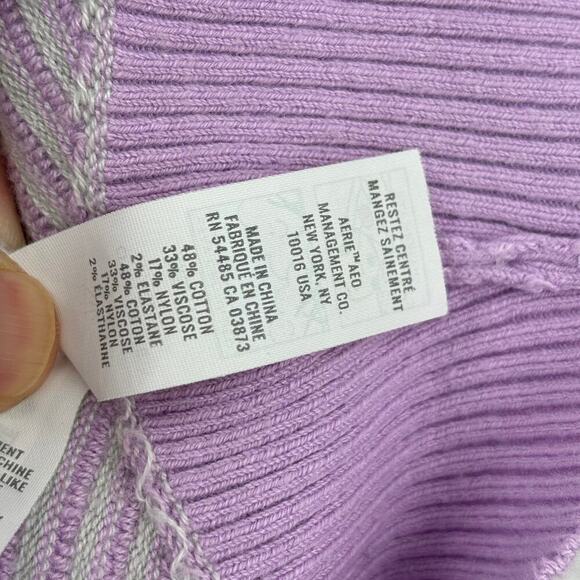 RESTEZ CENTRÉ
MANGEZ SAINEMENT
AERIE™ AEO
MANAGEMENT CO.
NEW YORK, NY
10016 USA
MADE IN CHINA
FABRIQUÉ EN CHINE
RN 54485 CA 03873
48% COTTON
33% VISCOSE
17% NYLON
2% ELASTANE
48% COTON
33% VISCOSE
17% NYLON
2% ÉLASTHANNE
LIKE